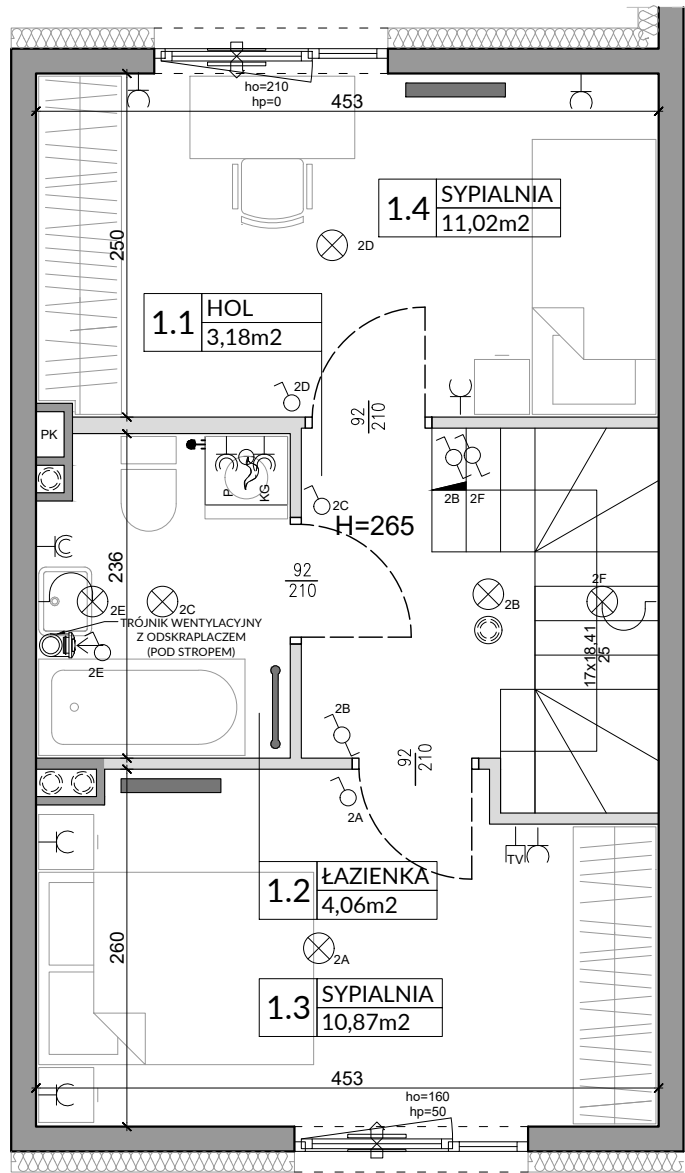 ho=210
hp=0
453
250
1.4 SYPIALNIA
11,02m2
2D
1.1 HOL
3,18m2
2D
92
210
PK
KG
2B 2F
2C
H=265
236
92
210
2E
2C
2B
2F
TRÓJNIK WENTYLACYJNY
Z ODSKRAPLACZEM
(POD STROPEM)
2E
17x18,41
25
2B
92
210
2A
TV
1.2 ŁAZIENKA
4,06m2
260
2A
1.3 SYPIALNIA
10,87m2
453
ho=160
hp=50